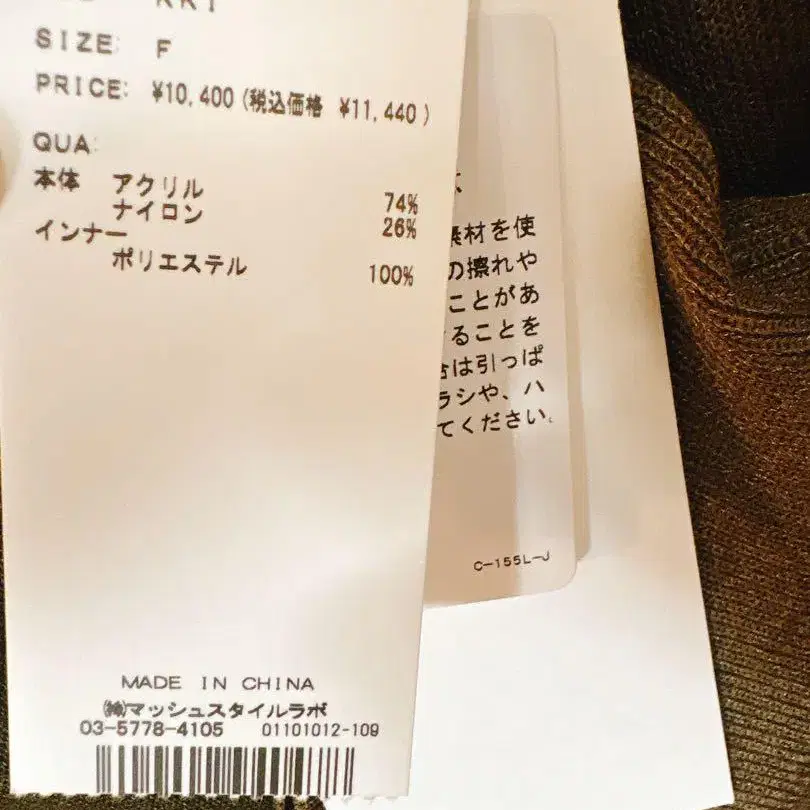 KKI
SIZE: F
PRICE: ¥10,400 (税込価格 ¥11,440)
QUA:
本体 アクリル 74%
ナイロン 26%
インナー
ポリエステル 100%
MADE IN CHINA
㈱マッシュスタイルラボ
03-5778-4105 01101012-109
素材を使
の擦れや
ことがあ
ることを
合は引っぱ
ラシや、ハ
てください。
C-155L-J